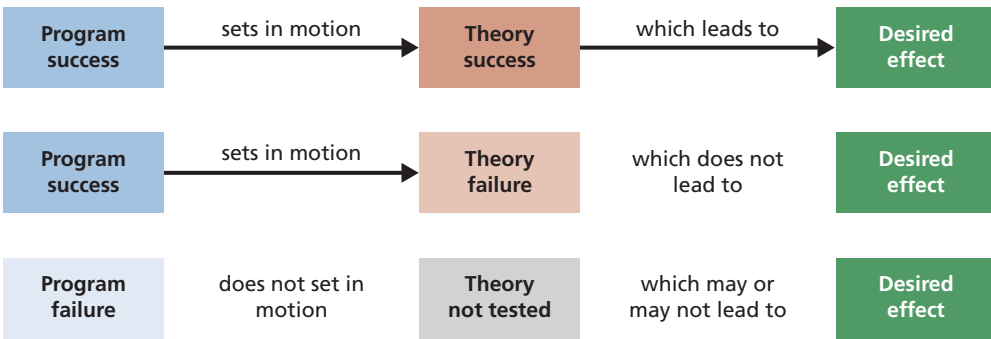 Program
success
sets in motion
Theory
success
which leads to
Desired
effect
Program
success
sets in motion
Theory
failure
which does not
lead to
Desired
effect
Program
failure
does not set in
motion
Theory
not tested
which may or
may not lead to
Desired
effect